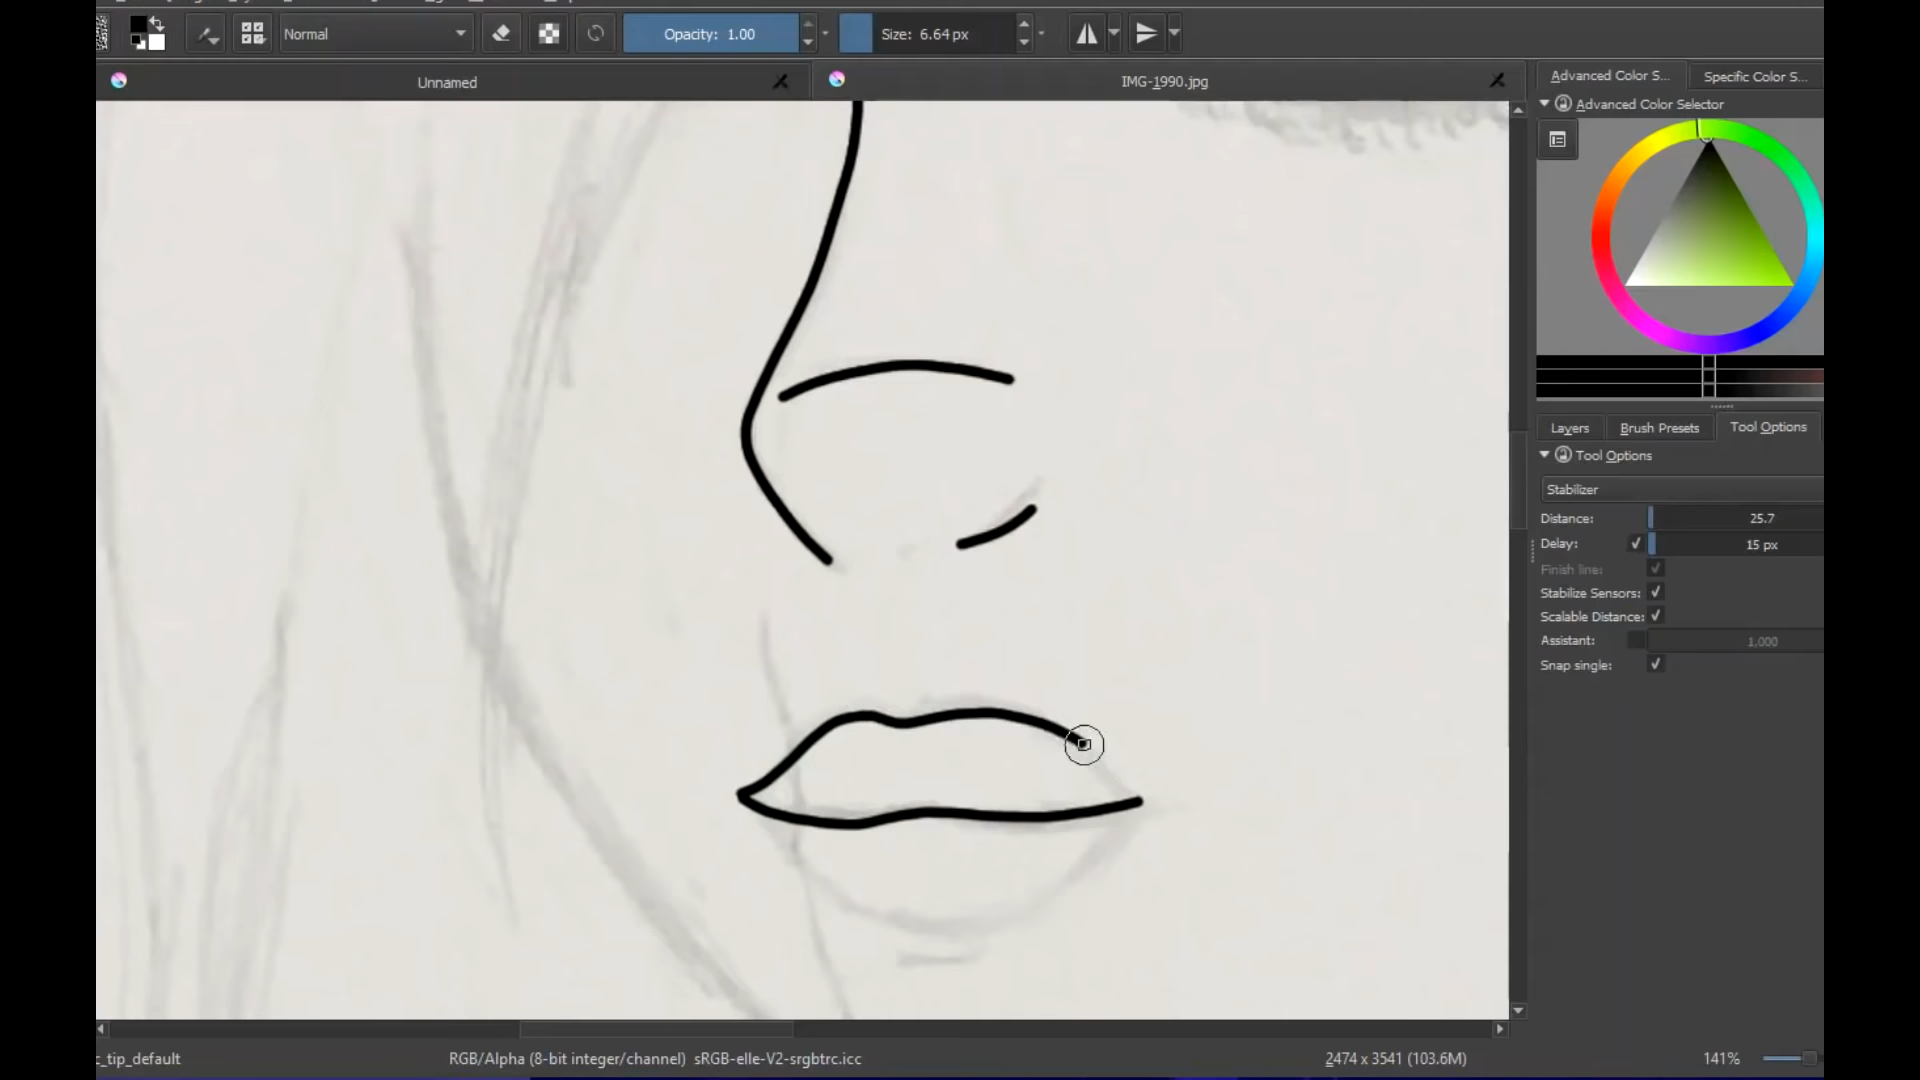 Normal
Opacity: 1.00
Size: 6.64 px
Unnamed
IMG-1990.jpg
Advanced Color S...
Specific Color S...
Advanced Color Selector
Layers
Brush Presets
Tool Options
Tool Options
Stabilizer
Distance: 25.7
Delay: 15 px
Finish line:
Stabilize Sensors:
Scalable Distance:
Assistant: 1,000
Snap single:
c_tip_default
RGB/Alpha (8-bit integer/channel) sRGB-elle-V2-srgbtrc.icc
2474 x 3541 (103.6M)
141%